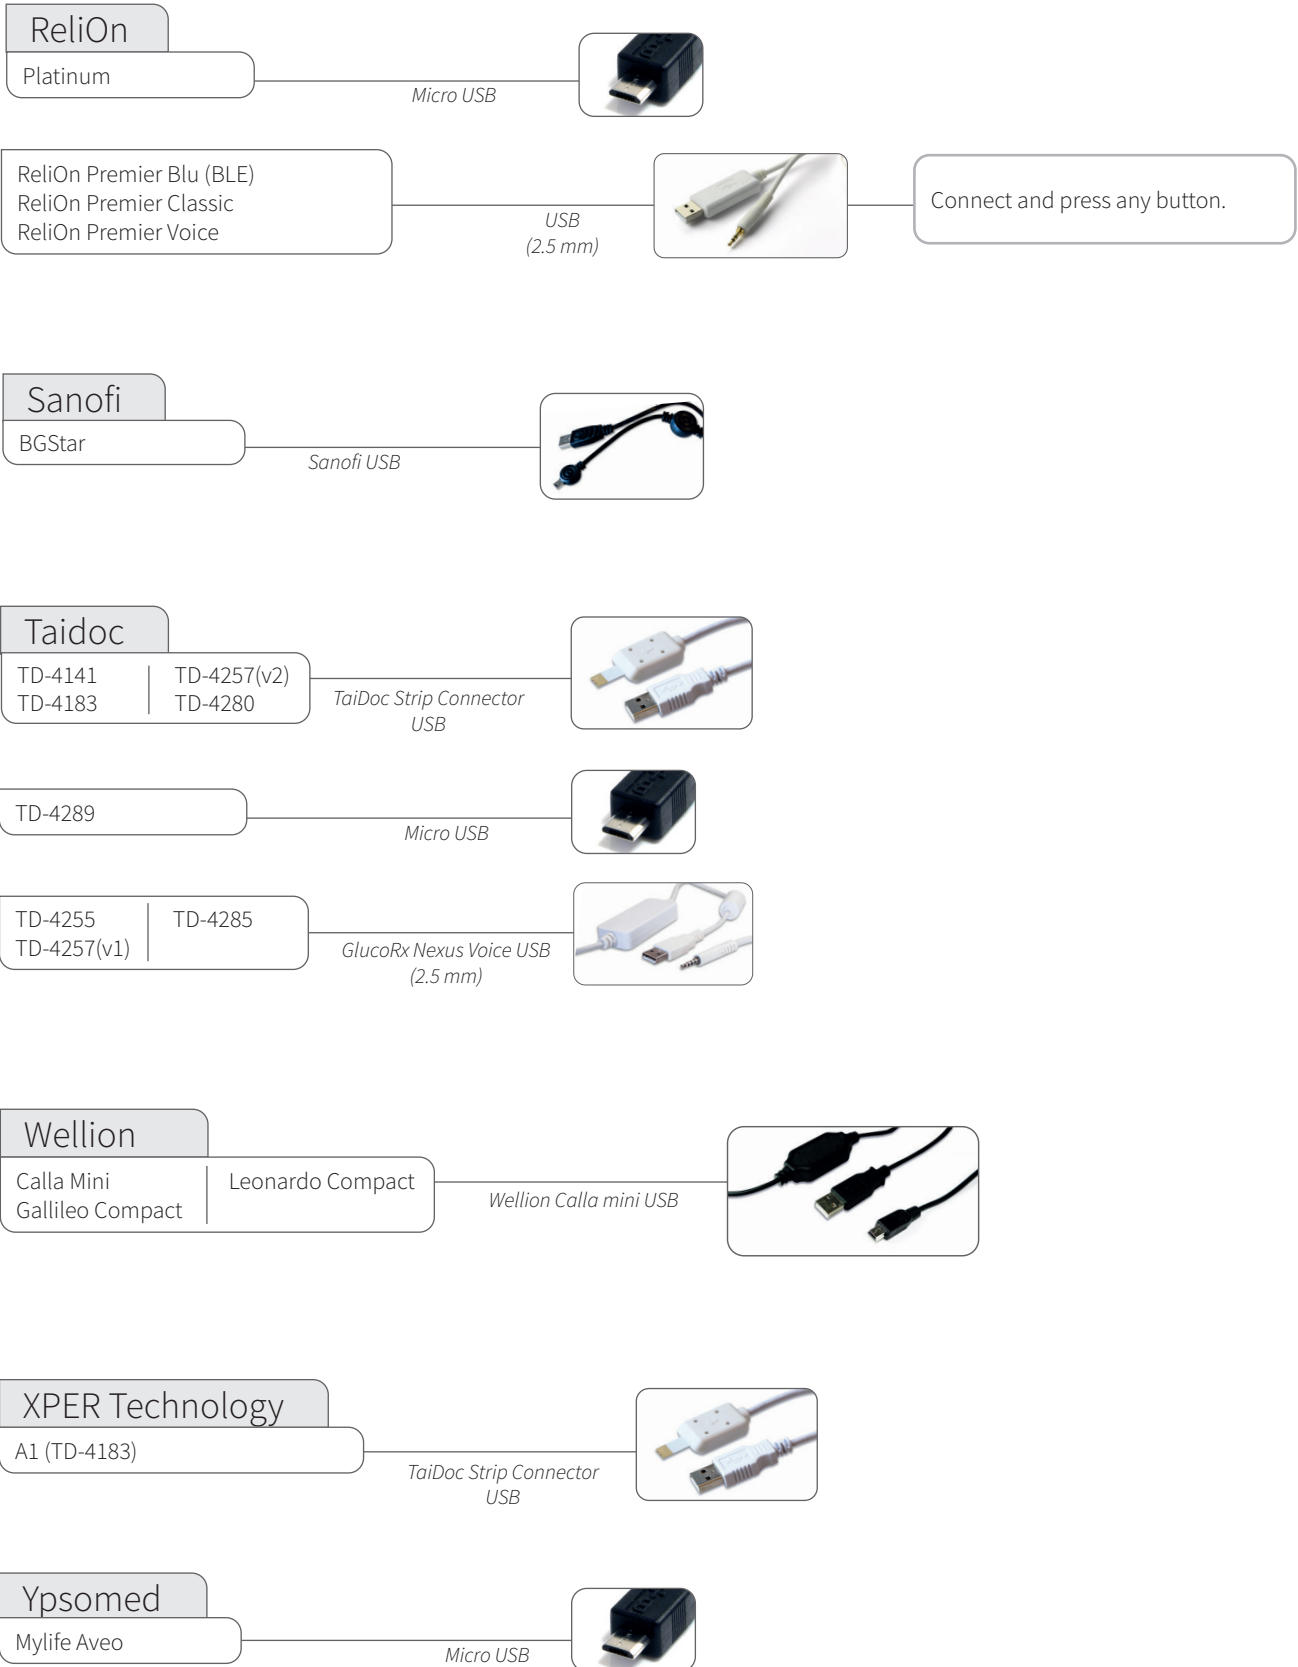 ReliOn
Platinum
Micro USB
ReliOn Premier Blu (BLE)
ReliOn Premier Classic
ReliOn Premier Voice
USB
(2.5 mm)
Connect and press any button.
Sanofi
BGStar
Sanofi USB
Taidoc
TD-4141
TD-4183
TD-4257(v2)
TD-4280
TaiDoc Strip Connector
USB
TD-4289
Micro USB
TD-4255
TD-4257(v1)
TD-4285
GlucoRx Nexus Voice USB
(2.5 mm)
Wellion
Calla Mini
Gallileo Compact
Leonardo Compact
Wellion Calla mini USB
XPER Technology
A1 (TD-4183)
TaiDoc Strip Connector
USB
Ypsomed
Mylife Aveo
Micro USB